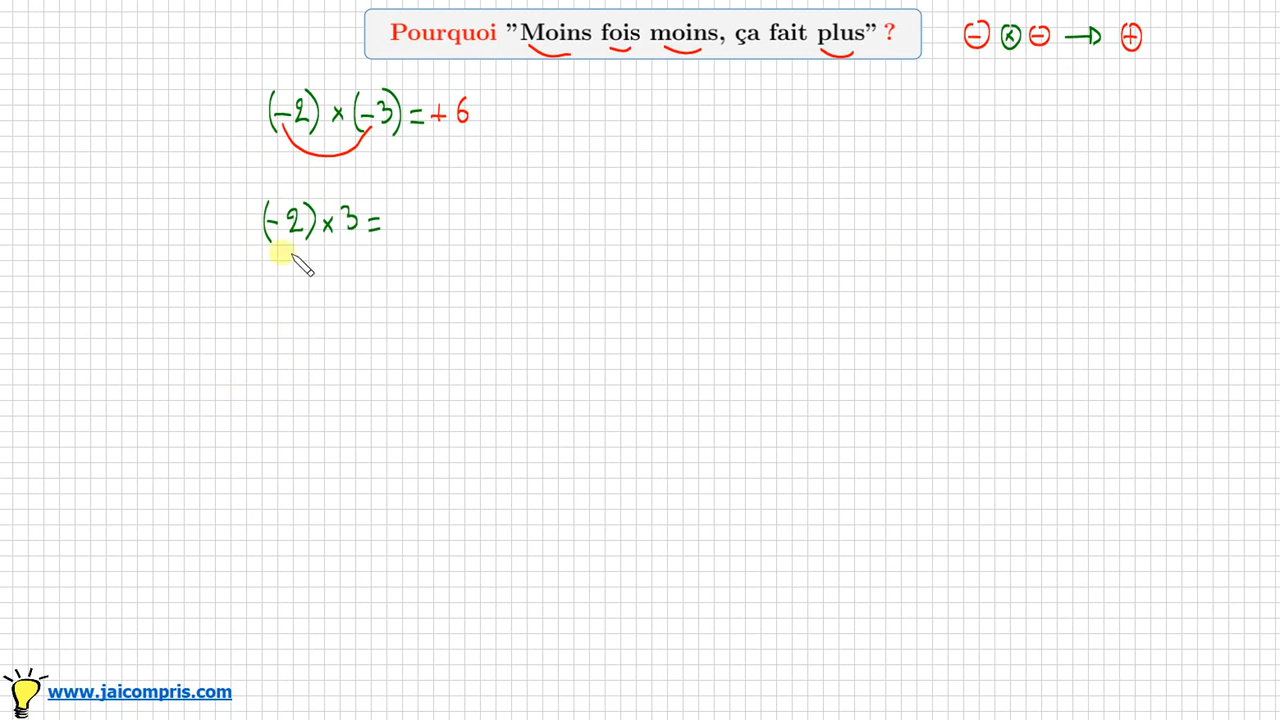 Pourquoi "Moins fois moins, ça fait plus" ?
⊖ ⊗ ⊖ → ⊕
(-2) × (-3) = + 6
(-2) × 3 =
www.jaicompris.com